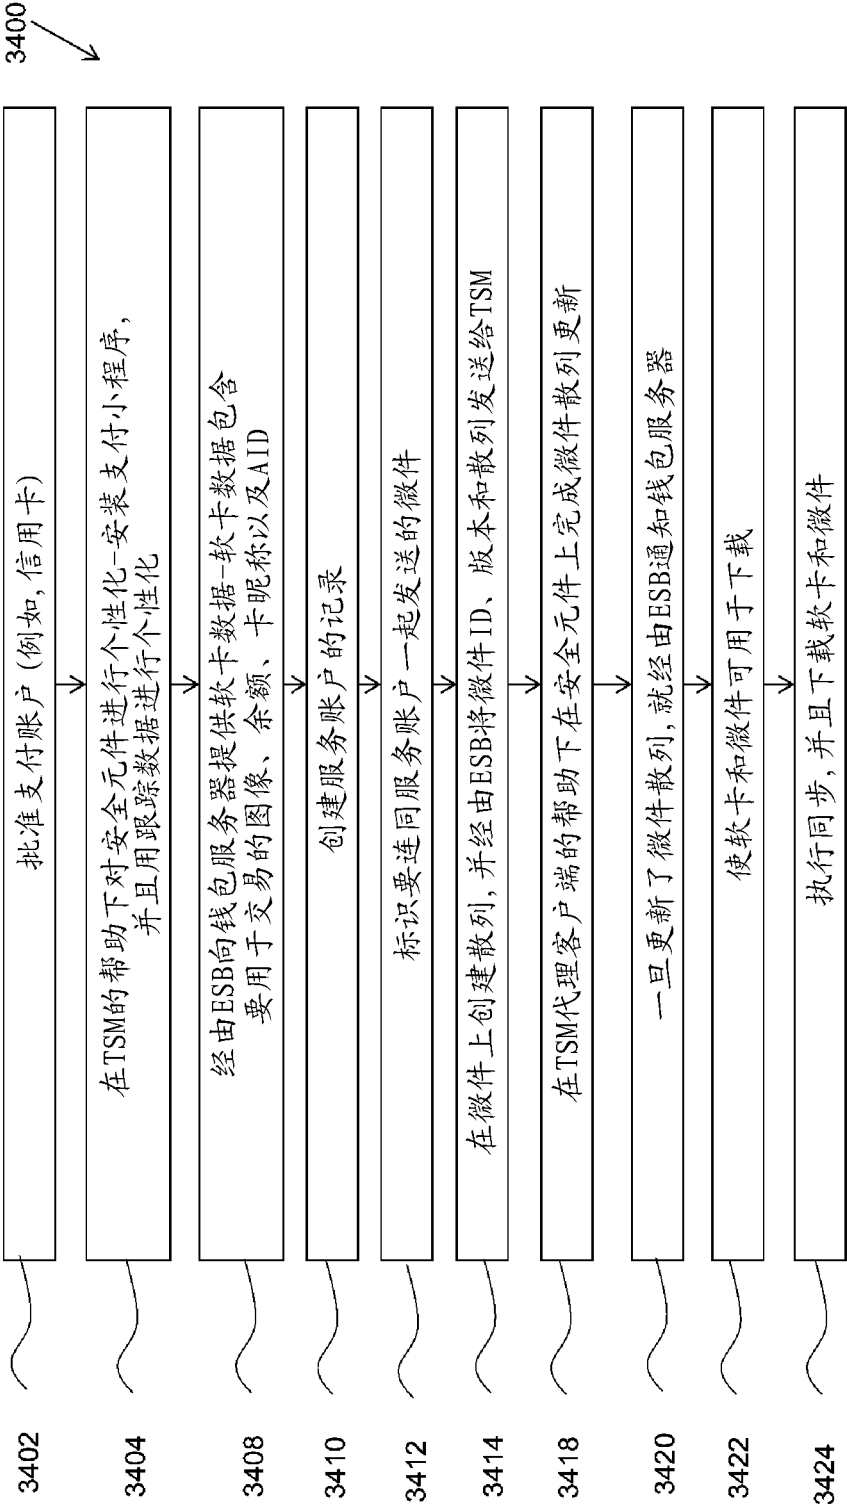 3400
3402
批准支付账户(例如,信用卡)
3404
在TSM的帮助下对安全元件进行个性化-安装支付小程序,
并且用跟踪数据进行个性化
3408
经由ESB向钱包服务器提供软卡数据-软卡数据包含
要用于交易的图像、余额、卡昵称以及AID
3410
创建服务账户的记录
3412
标识要连同服务账户一起发送的微件
3414
在微件上创建散列,并经由ESB将微件ID、版本和散列发送给TSM
3418
在TSM代理客户端的帮助下在安全元件上完成微件散列更新
3420
一旦更新了微件散列,就经由ESB通知钱包服务器
3422
使软卡和微件可用于下载
3424
执行同步,并且下载软卡和微件